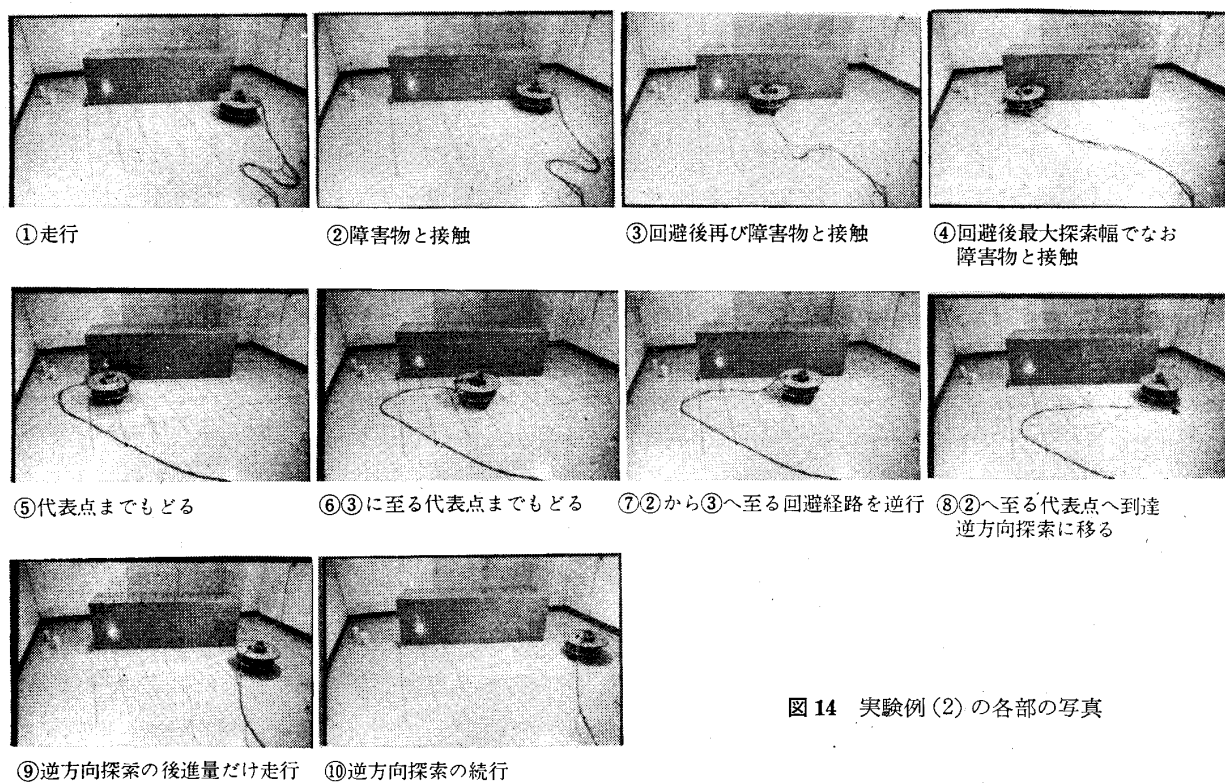 ①走行
②障害物と接触
③回避後再び障害物と接触
④回避後最大探索幅でなお
障害物と接触
⑤代表点までもどる
⑥③に至る代表点までもどる
⑦②から③へ至る回避経路を逆行
⑧②へ至る代表点へ到達
逆方向探索に移る
⑨逆方向探索の後進量だけ走行
⑩逆方向探索の続行
図14 実験例(2)の各部の写真